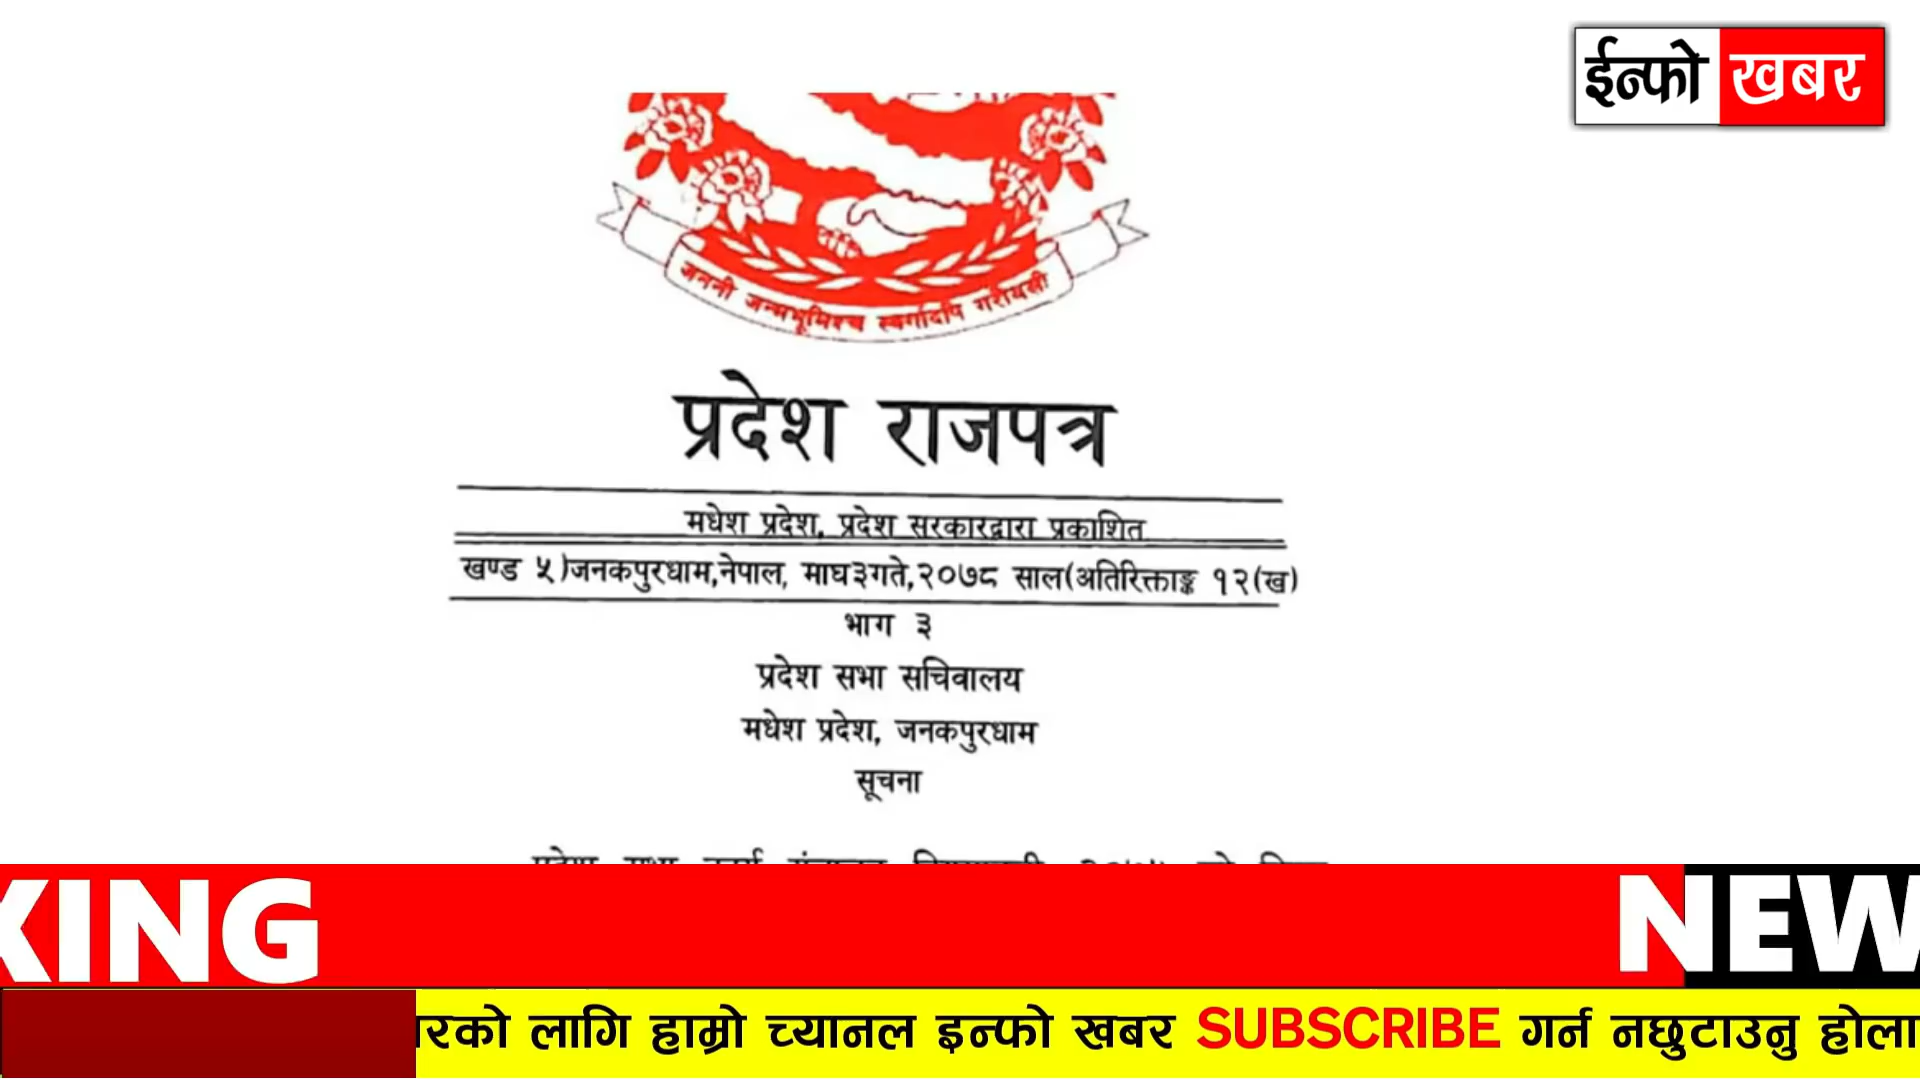 ईन्फो खबर
जननी जन्मभूमिश्च स्वर्गादपि गरीयसी
प्रदेश राजपत्र
मधेश प्रदेश, प्रदेश सरकारद्वारा प्रकाशित
खण्ड ५)जनकपुरधाम,नेपाल, माघ३गते,२०७८ साल(अतिरिक्ताङ्क १२(ख)
भाग ३
प्रदेश सभा सचिवालय
मधेश प्रदेश, जनकपुरधाम
सूचना
KING NEW
रको लागि हाम्रो च्यानल इन्फो खबर SUBSCRIBE गर्न नछुटाउनु होला